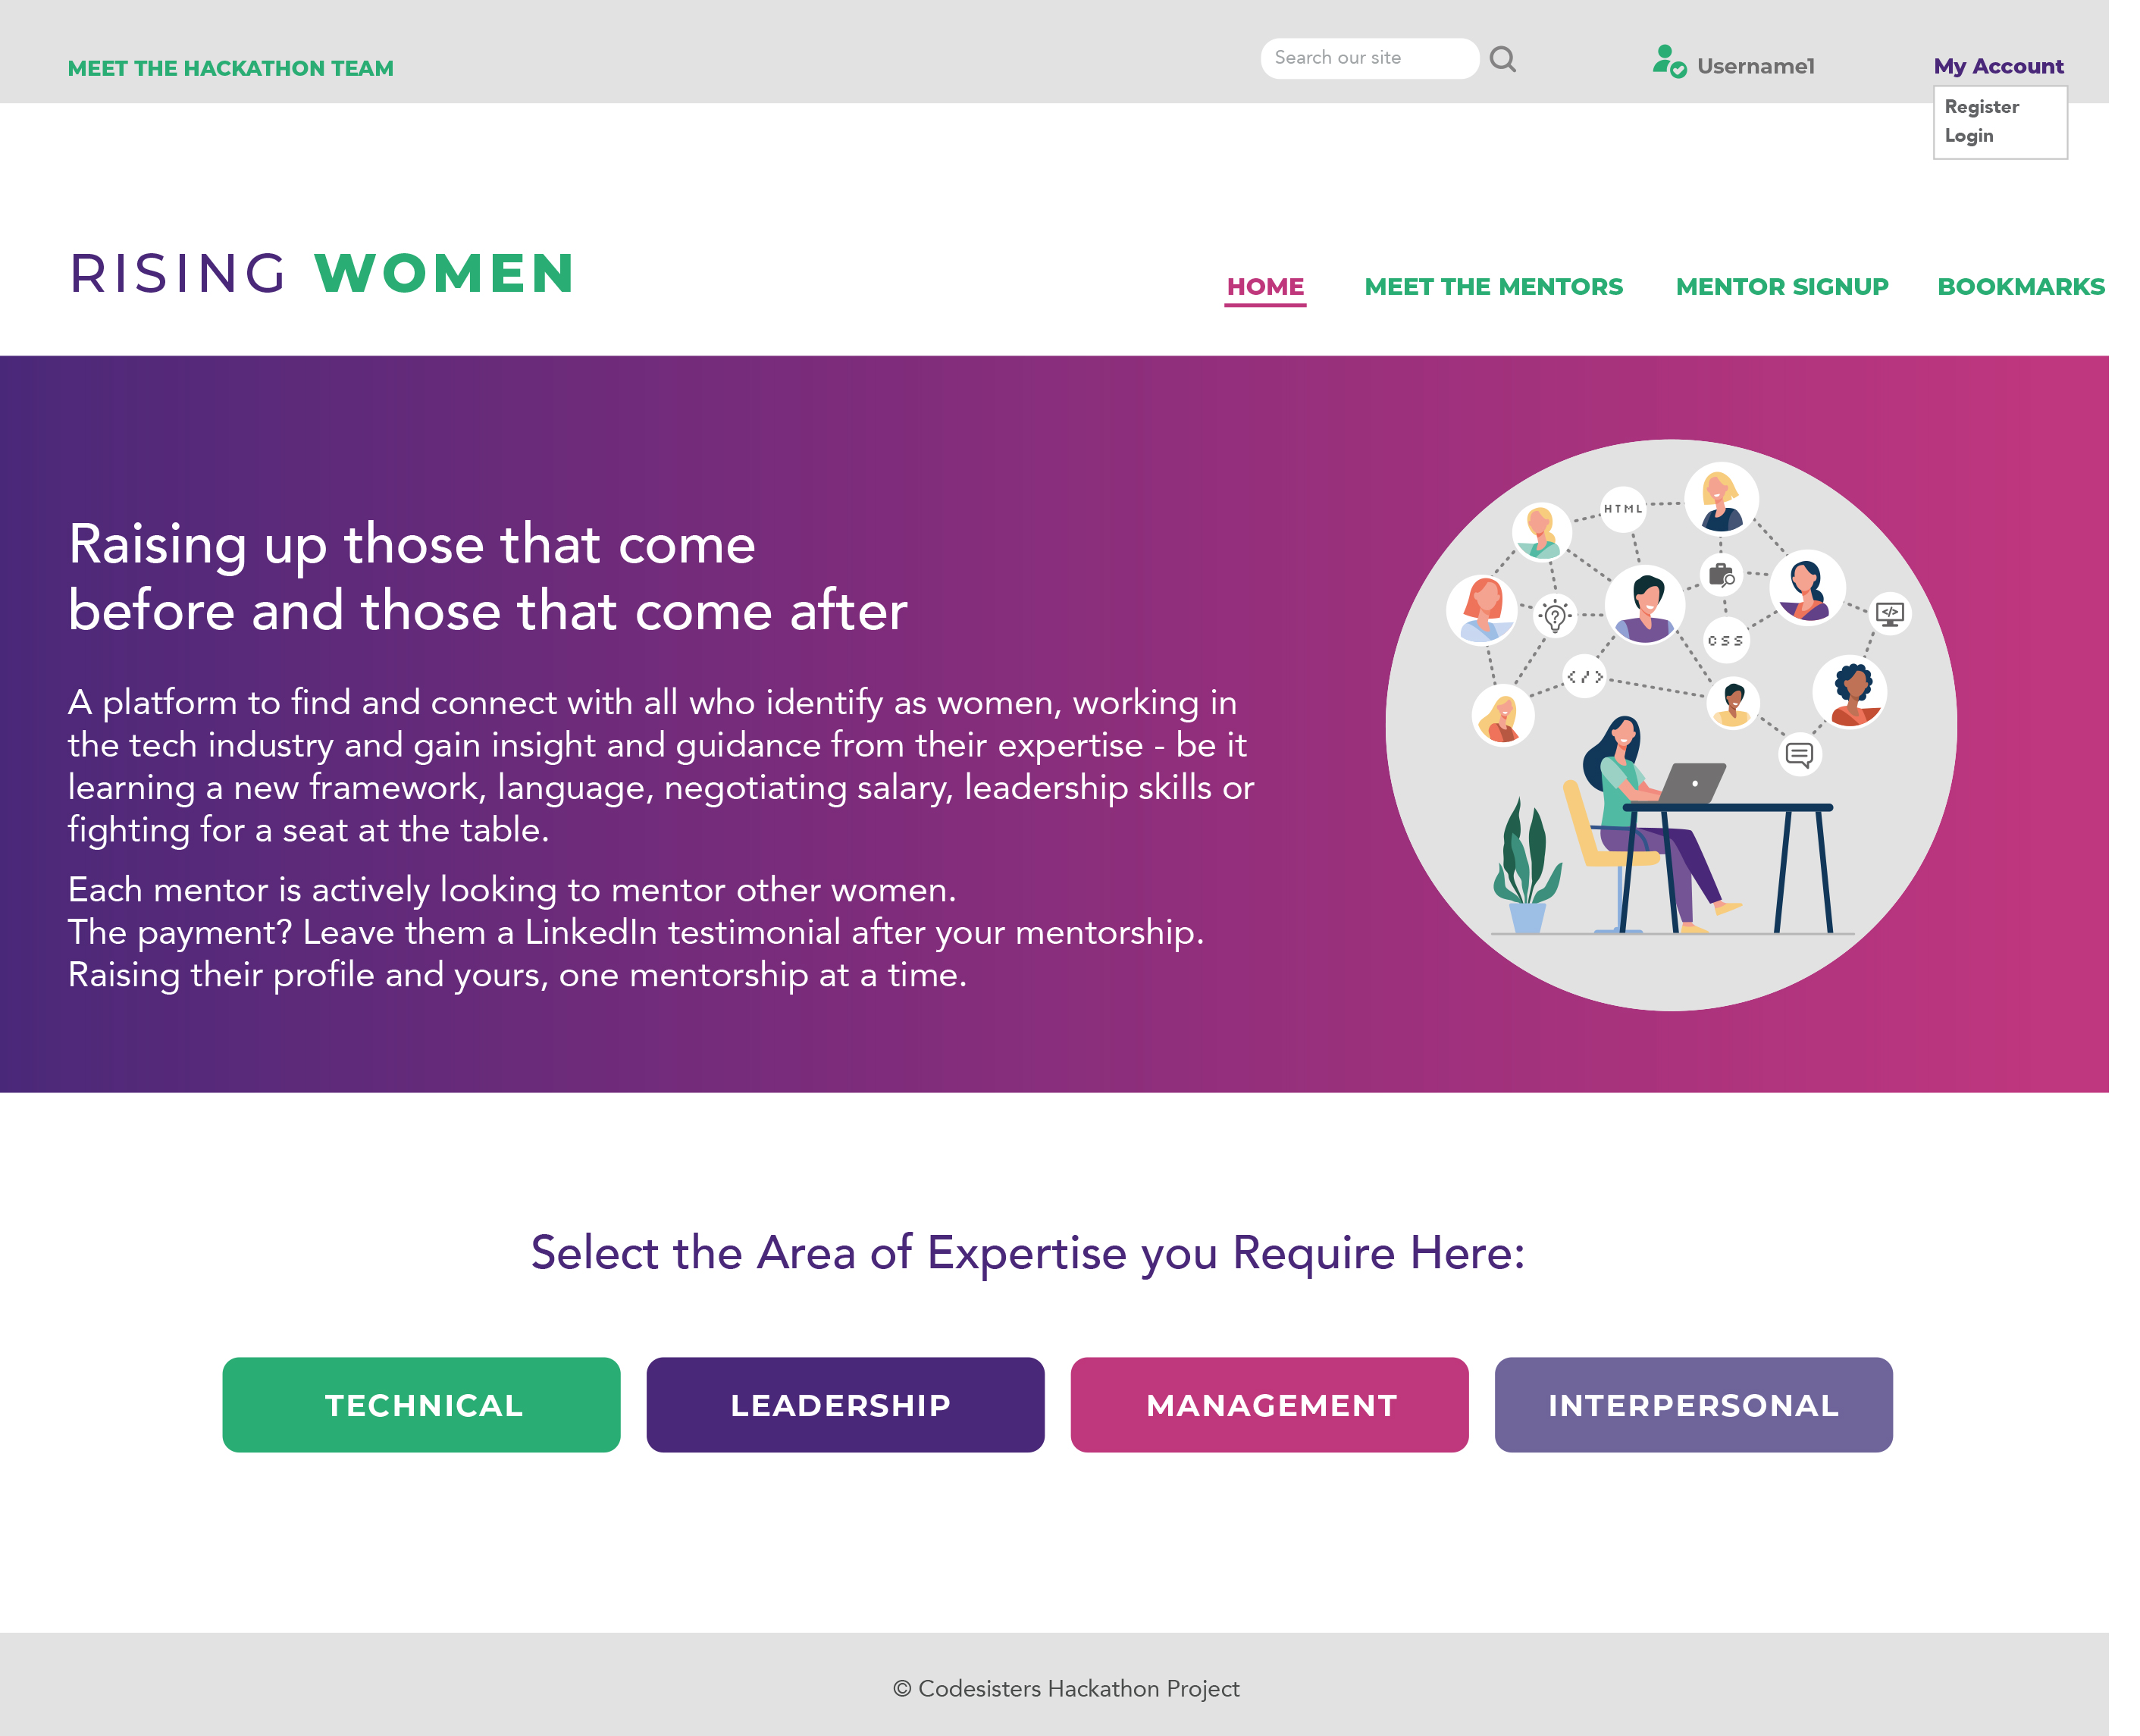 MEET THE HACKATHON TEAM
Search our site
Username1
My Account
Register
Login
RISING WOMEN
HOME
MEET THE MENTORS
MENTOR SIGNUP
BOOKMARKS
Raising up those that come
before and those that come after
A platform to find and connect with all who identify as women, working in
the tech industry and gain insight and guidance from their expertise - be it
learning a new framework, language, negotiating salary, leadership skills or
fighting for a seat at the table.
Each mentor is actively looking to mentor other women.
The payment? Leave them a LinkedIn testimonial after your mentorship.
Raising their profile and yours, one mentorship at a time.
HTML
?
</>
CSS
</>
Select the Area of Expertise you Require Here:
TECHNICAL
LEADERSHIP
MANAGEMENT
INTERPERSONAL
© Codesisters Hackathon Project